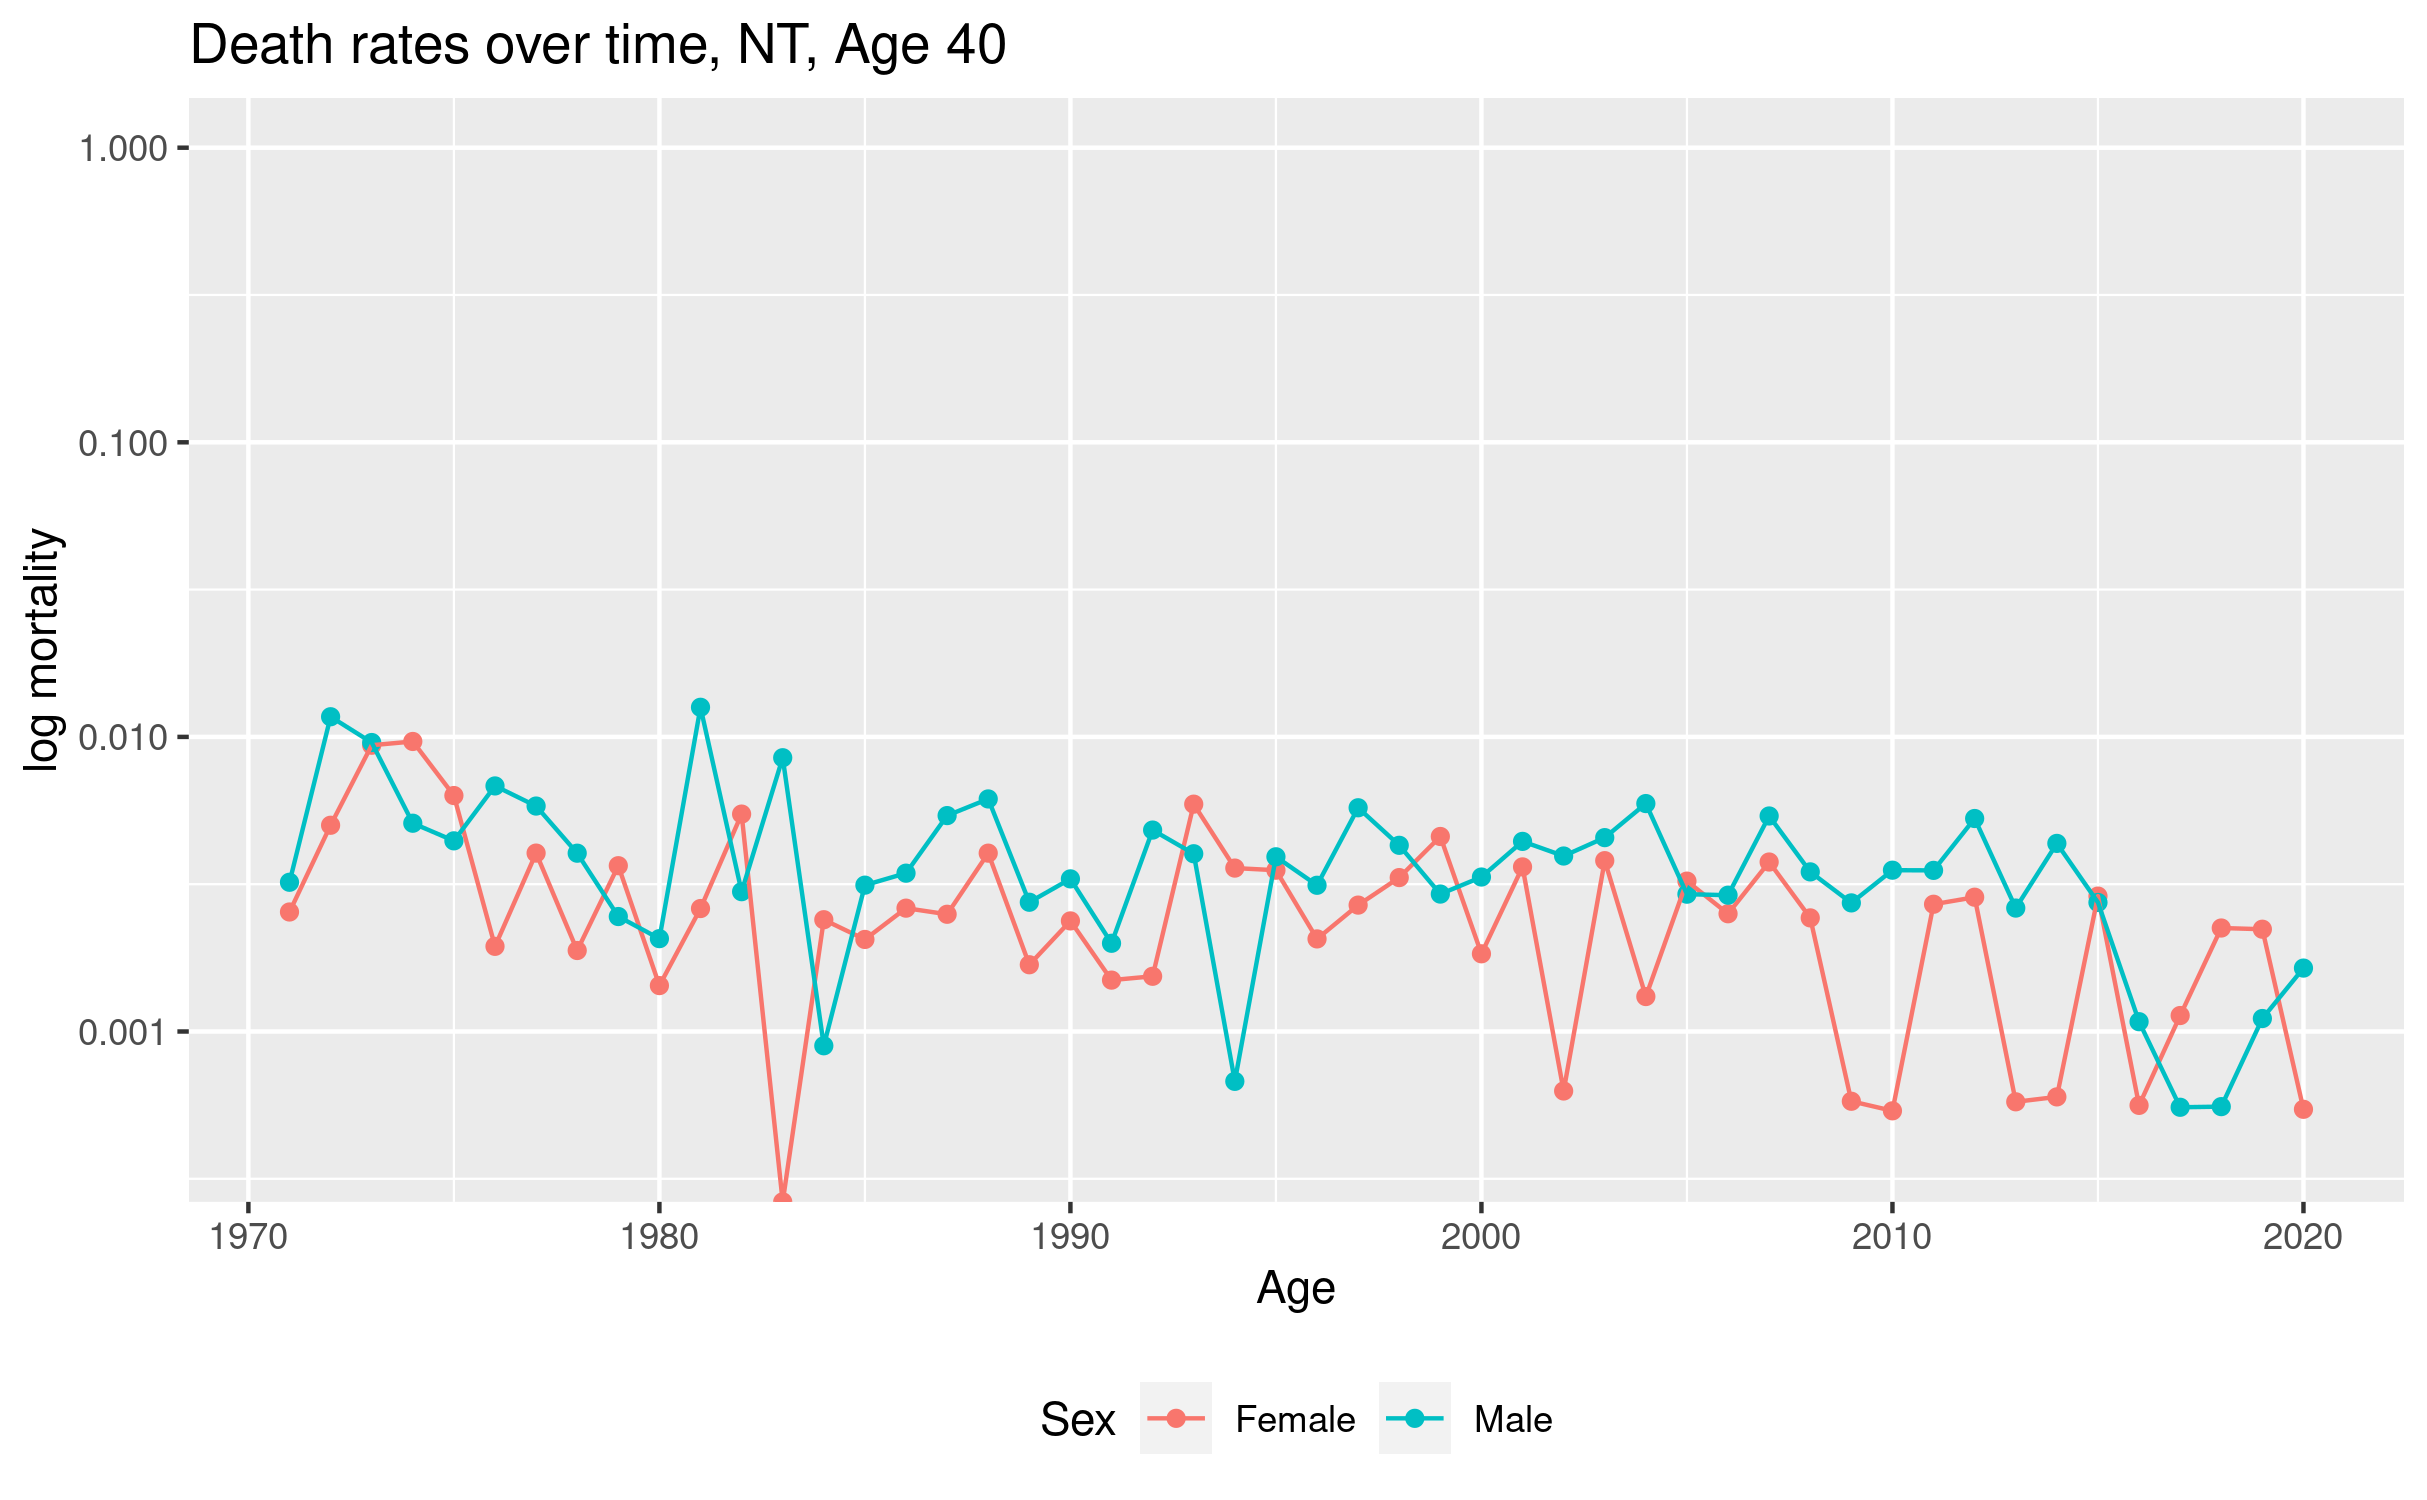 Death rates over time, NT, Age 40
1.000
0.100
0.010
0.001
log mortality
1970 1980 1990 2000 2010 2020
Age
Sex Female Male